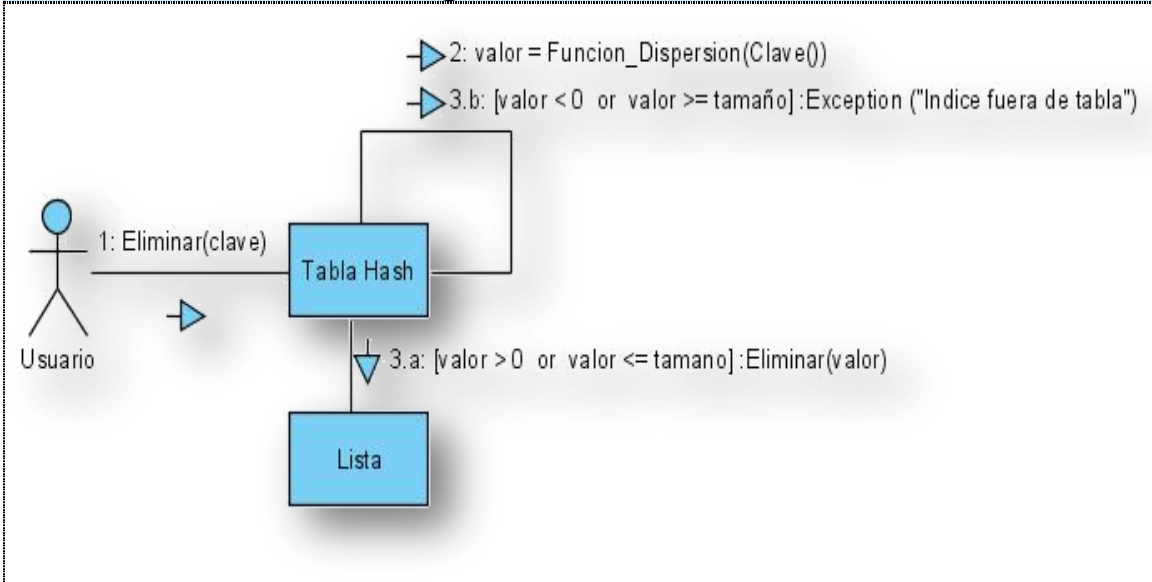 2: valor = Funcion_Dispersion(Clave())
3.b: [valor < 0 or valor >= tamaño] :Exception ("Indice fuera de tabla")
1: Eliminar(clave)
Tabla Hash
Usuario
3.a: [valor > 0 or valor <= tamano] :Eliminar(valor)
Lista